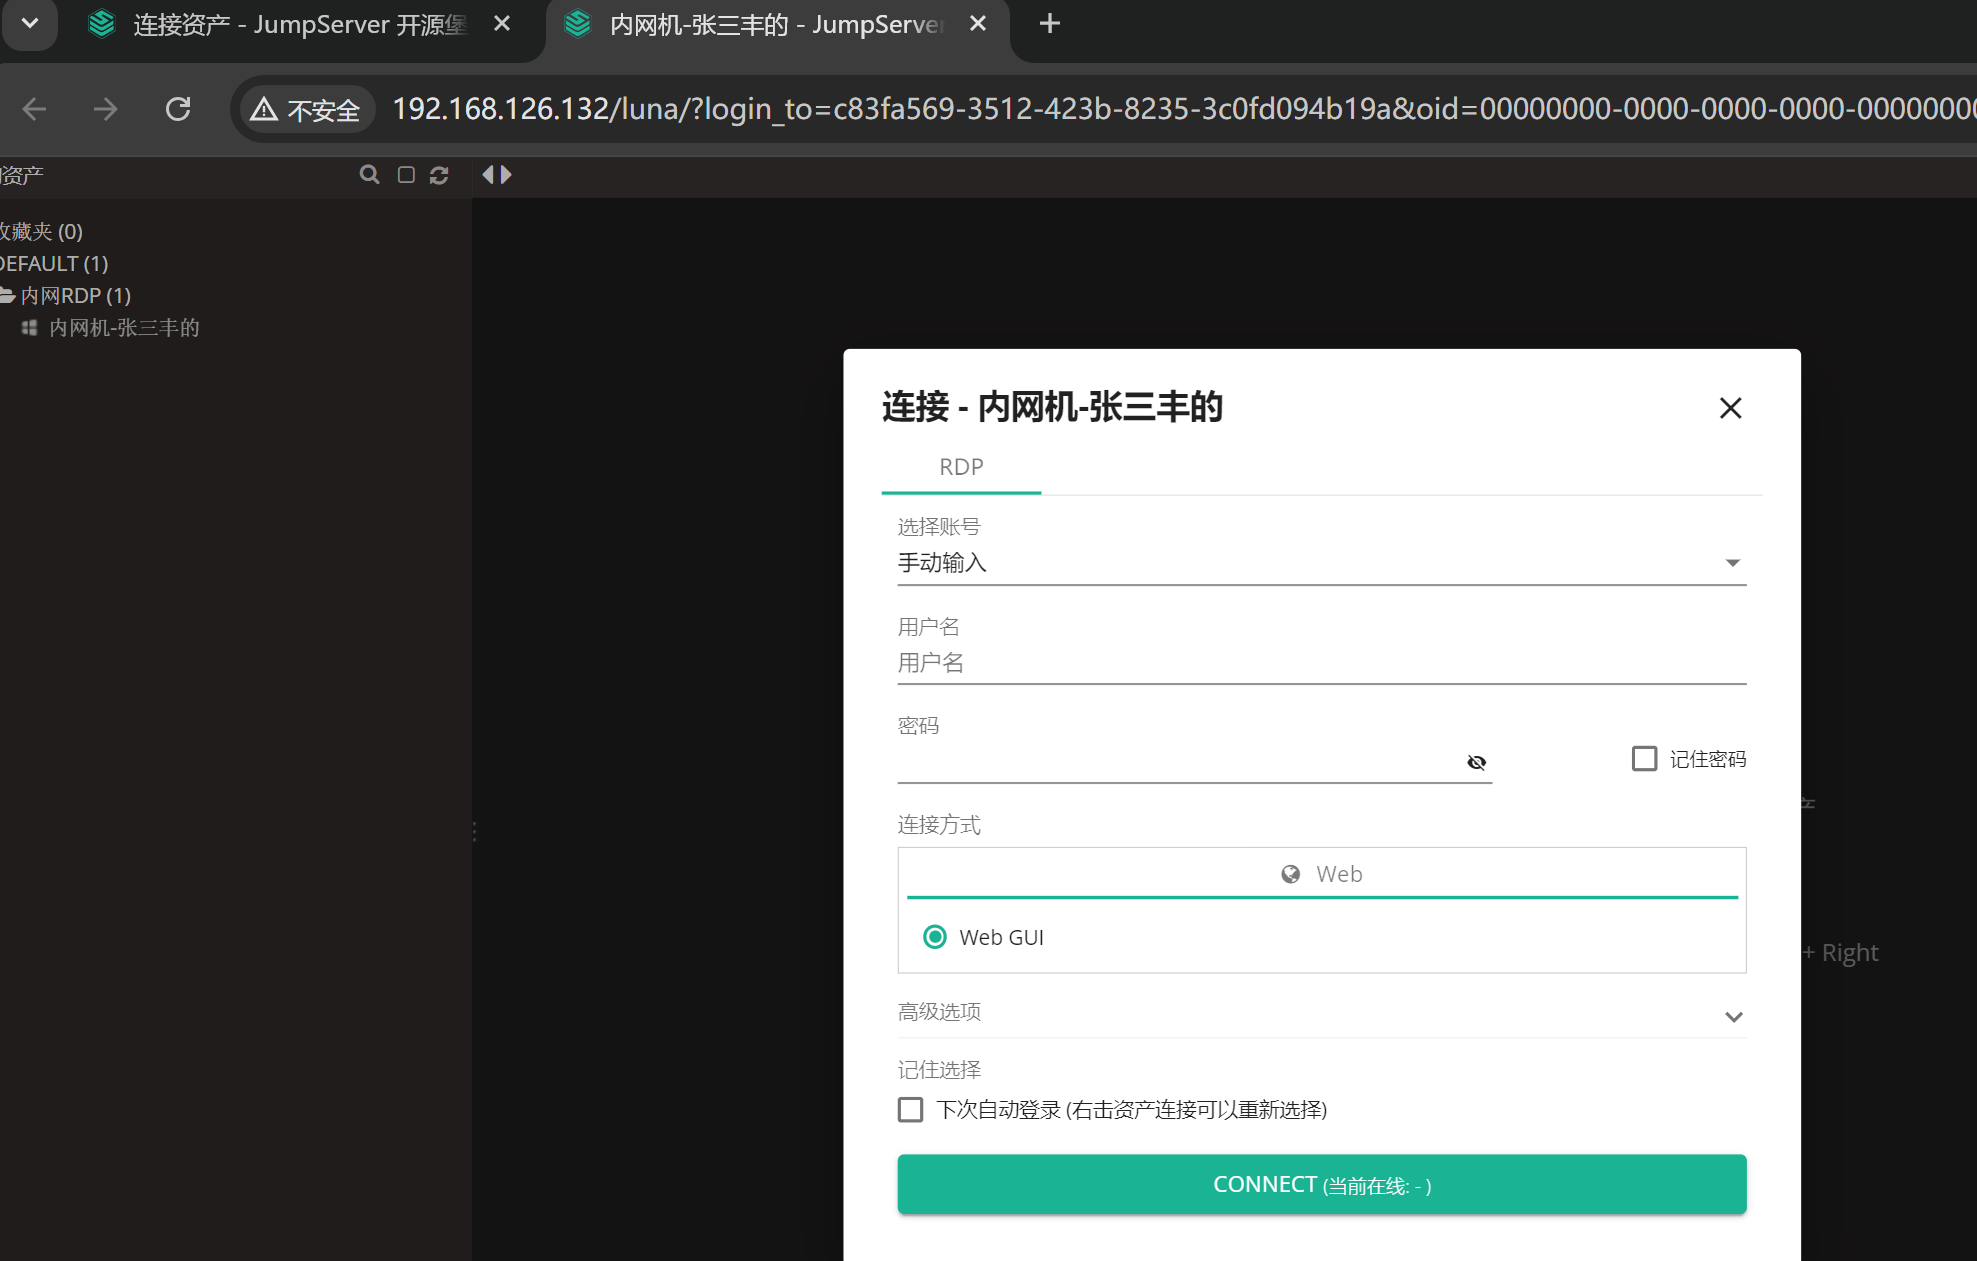 连接资产 - JumpServer 开源堡
内网机-张三丰的 - JumpServer
不安全
192.168.126.132/luna/?login_to=c83fa569-3512-423b-8235-3c0fd094b19a&oid=00000000-0000-0000-0000-00000000
资产
收藏夹 (0)
DEFAULT (1)
内网RDP (1)
内网机-张三丰的
连接 - 内网机-张三丰的
RDP
选择账号
手动输入
用户名
用户名
密码
记住密码
连接方式
Web
Web GUI
+ Right
高级选项
记住选择
下次自动登录 (右击资产连接可以重新选择)
CONNECT (当前在线: - )